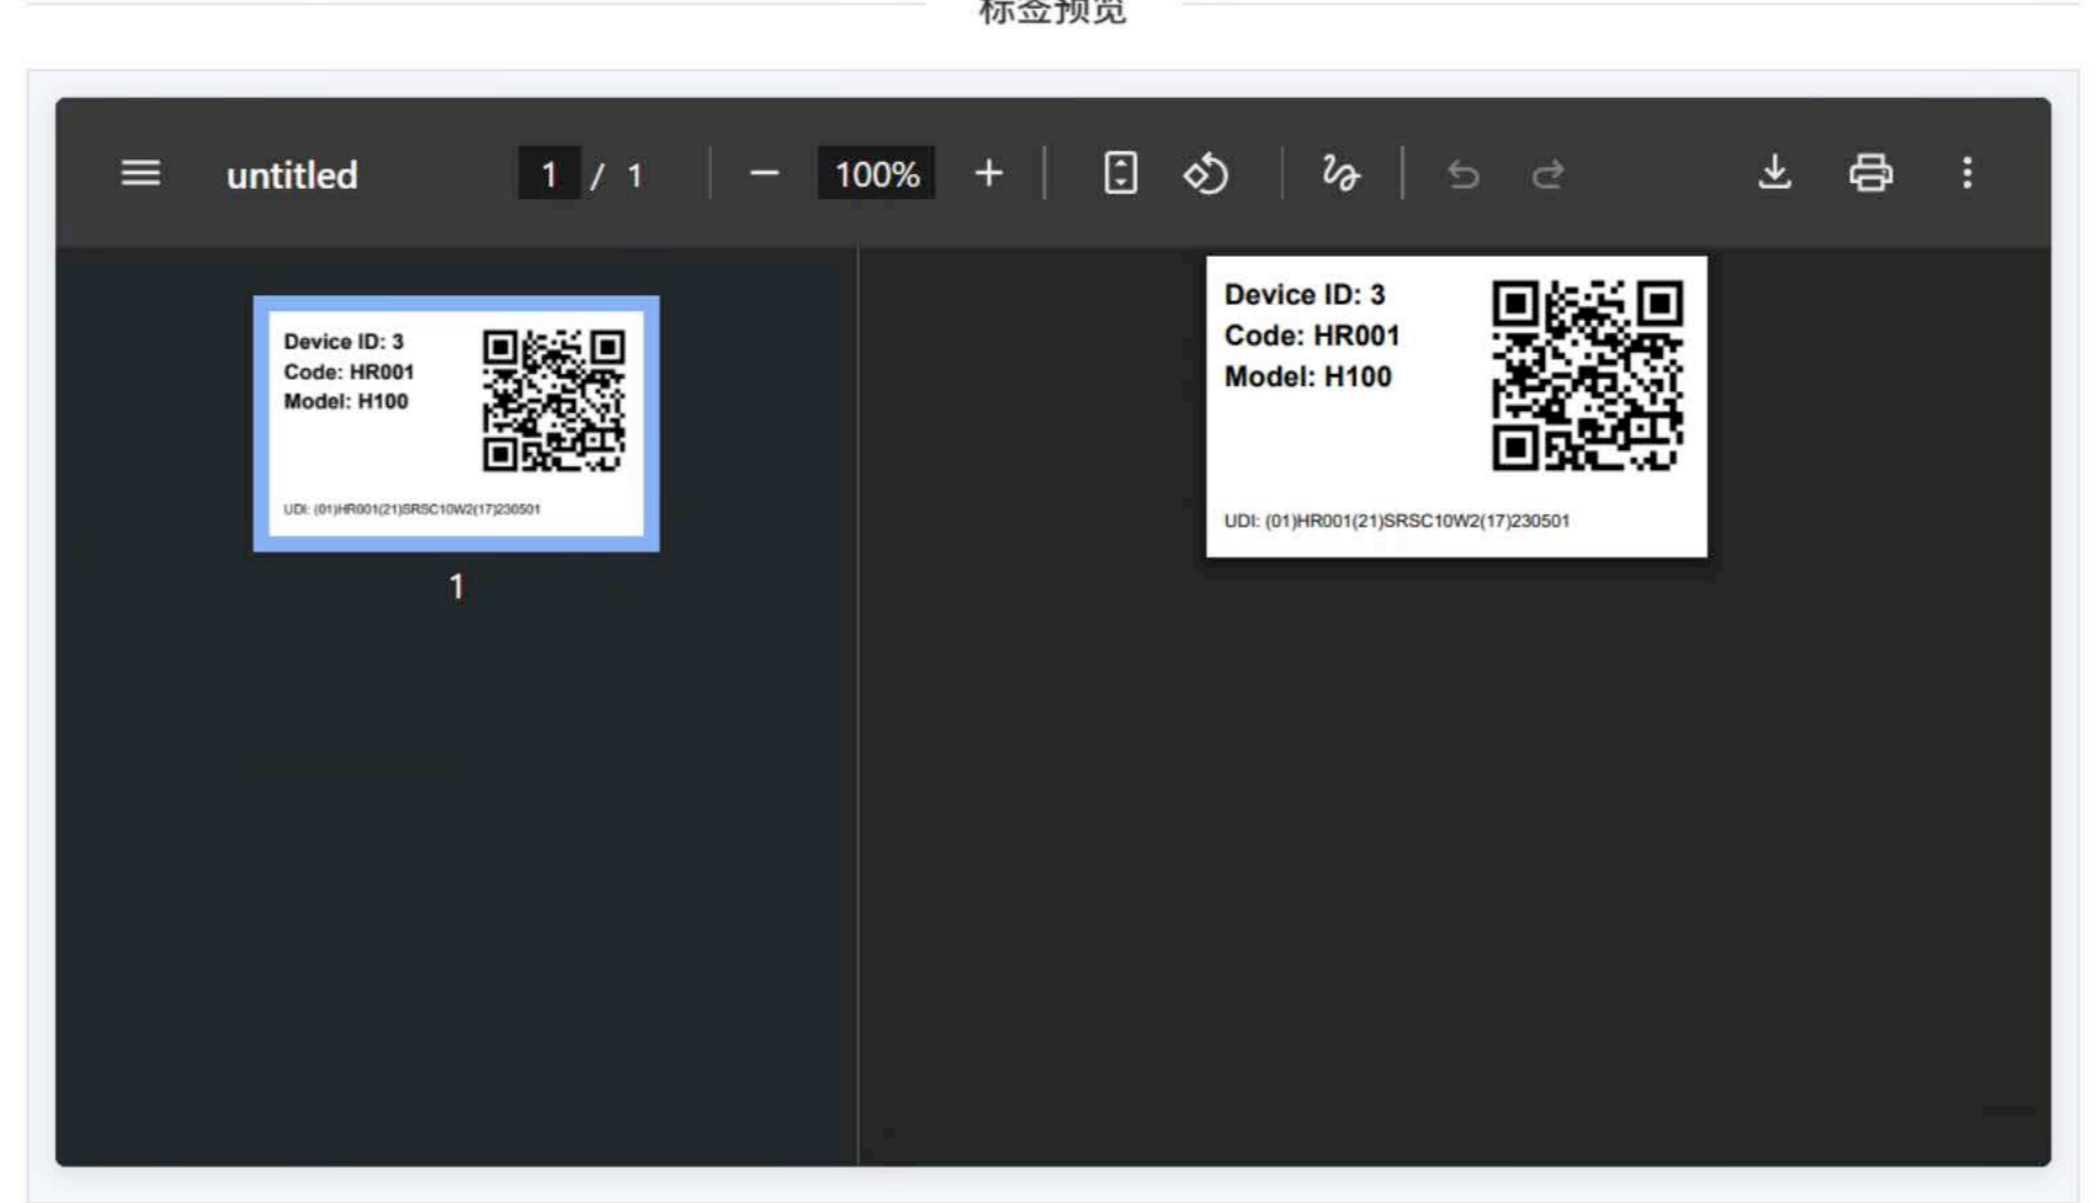 标签预览
untitled
1 / 1
100%
Device ID: 3
Code: HR001
Model: H100
UDI: (01)HR001(21)SRSC10W2(17)230501
1
Device ID: 3
Code: HR001
Model: H100
UDI: (01)HR001(21)SRSC10W2(17)230501